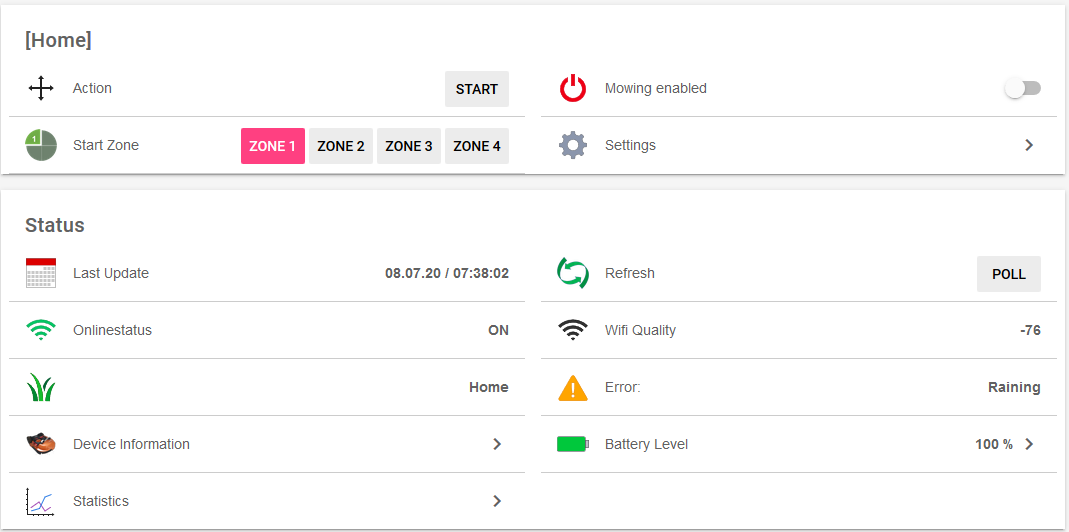 [Home]
Action START
Mowing enabled
1
Start Zone ZONE 1 ZONE 2 ZONE 3 ZONE 4
Settings
Status
Last Update 08.07.20 / 07:38:02
Refresh POLL
Onlinestatus ON
Wifi Quality -76
Home
Error: Raining
Device Information
Battery Level 100 %
Statistics